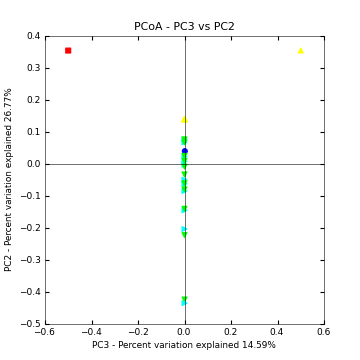 PCoA - PC3 vs PC2
0.4
0.3
0.2
0.1
0.0
−0.1
−0.2
−0.3
−0.4
−0.5
PC2 - Percent variation explained 26.77%
−0.6 −0.4 −0.2 0.0 0.2 0.4 0.6
PC3 - Percent variation explained 14.59%